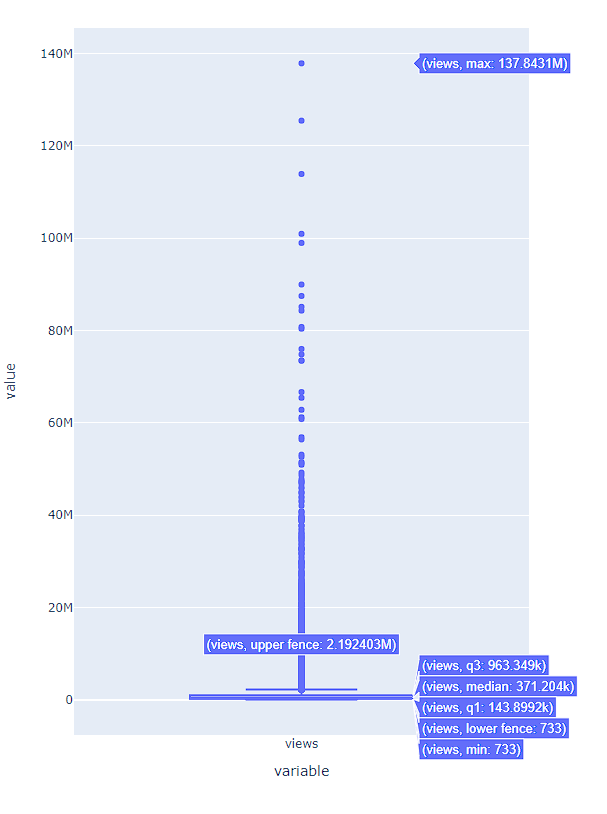 140M
(views, max: 137.8431M)
120M
100M
80M
value
60M
40M
20M
(views, upper fence: 2.192403M)
(views, q3: 963.349k)
(views, median: 371.204k)
0
(views, q1: 143.8992k)
(views, lower fence: 733)
(views, min: 733)
views
variable